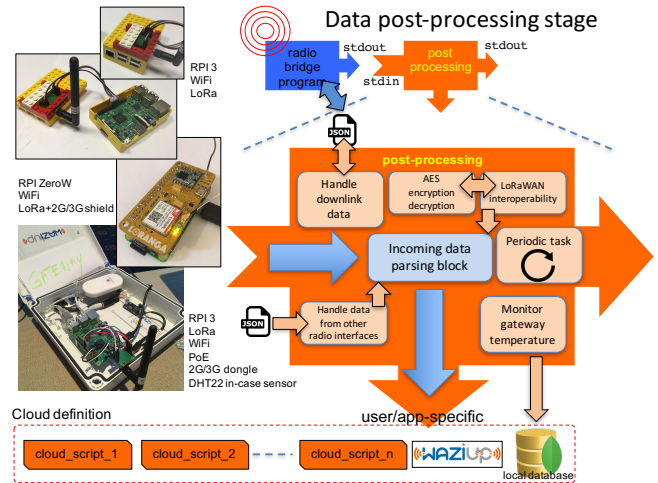 Data post-processing stage
radio
bridge
program
stdout
stdin
post
processing
stdout
RPI 3
WiFi
LoRa
JSON
post-processing
Handle
downlink
data
AES
encryption
decryption
LoRaWAN
interoperability
RPI ZeroW
WiFi
LoRa+2G/3G shield
LORANGA
Incoming data
parsing block
Periodic task
GATEWAY
JSON
Handle data
from other
radio interfaces
Monitor
gateway
temperature
RPI 3
LoRa
WiFi
PoE
2G/3G dongle
DHT22 in-case sensor
Cloud definition
user/app-specific
cloud_script_1
cloud_script_2
cloud_script_n
WAZIUP
local database